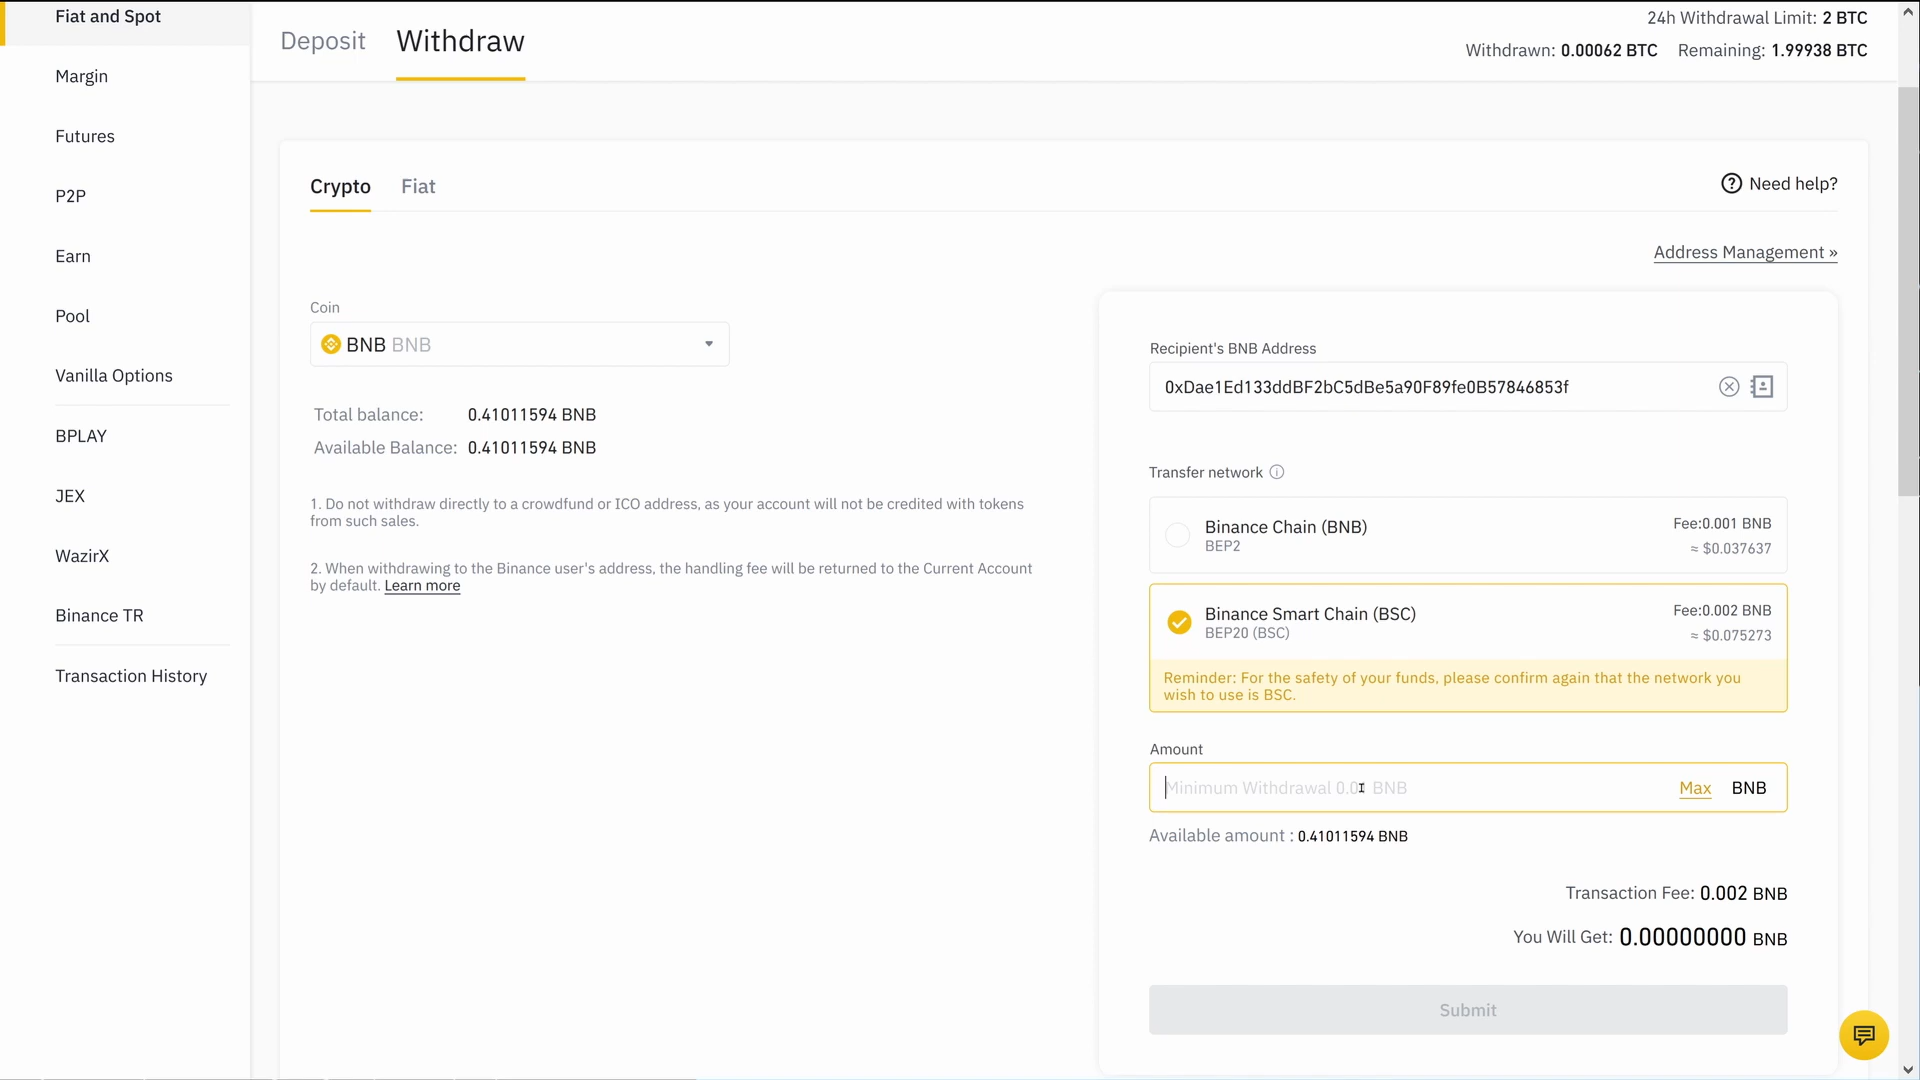 Fiat and Spot
Margin
Futures
P2P
Earn
Pool
Vanilla Options
BPLAY
JEX
WazirX
Binance TR
Transaction History
Deposit Withdraw
24h Withdrawal Limit: 2 BTC
Withdrawn: 0.00062 BTC Remaining: 1.99938 BTC
Crypto Fiat
Need help?
Address Management »
Coin
BNB BNB
Total balance: 0.41011594 BNB
Available Balance: 0.41011594 BNB
1. Do not withdraw directly to a crowdfund or ICO address, as your account will not be credited with tokens
from such sales.
2. When withdrawing to the Binance user's address, the handling fee will be returned to the Current Account
by default. Learn more
Recipient's BNB Address
0xDae1Ed133ddBF2bC5dBe5a90F89fe0B57846853f
Transfer network
Binance Chain (BNB) Fee:0.001 BNB
BEP2 ≈ $0.037637
Binance Smart Chain (BSC) Fee:0.002 BNB
BEP20 (BSC) ≈ $0.075273
Reminder: For the safety of your funds, please confirm again that the network you
wish to use is BSC.
Amount
Minimum Withdrawal BNB Max BNB
Available amount : 0.41011594 BNB
Transaction Fee: 0.002 BNB
You Will Get: 0.00000000 BNB
Submit